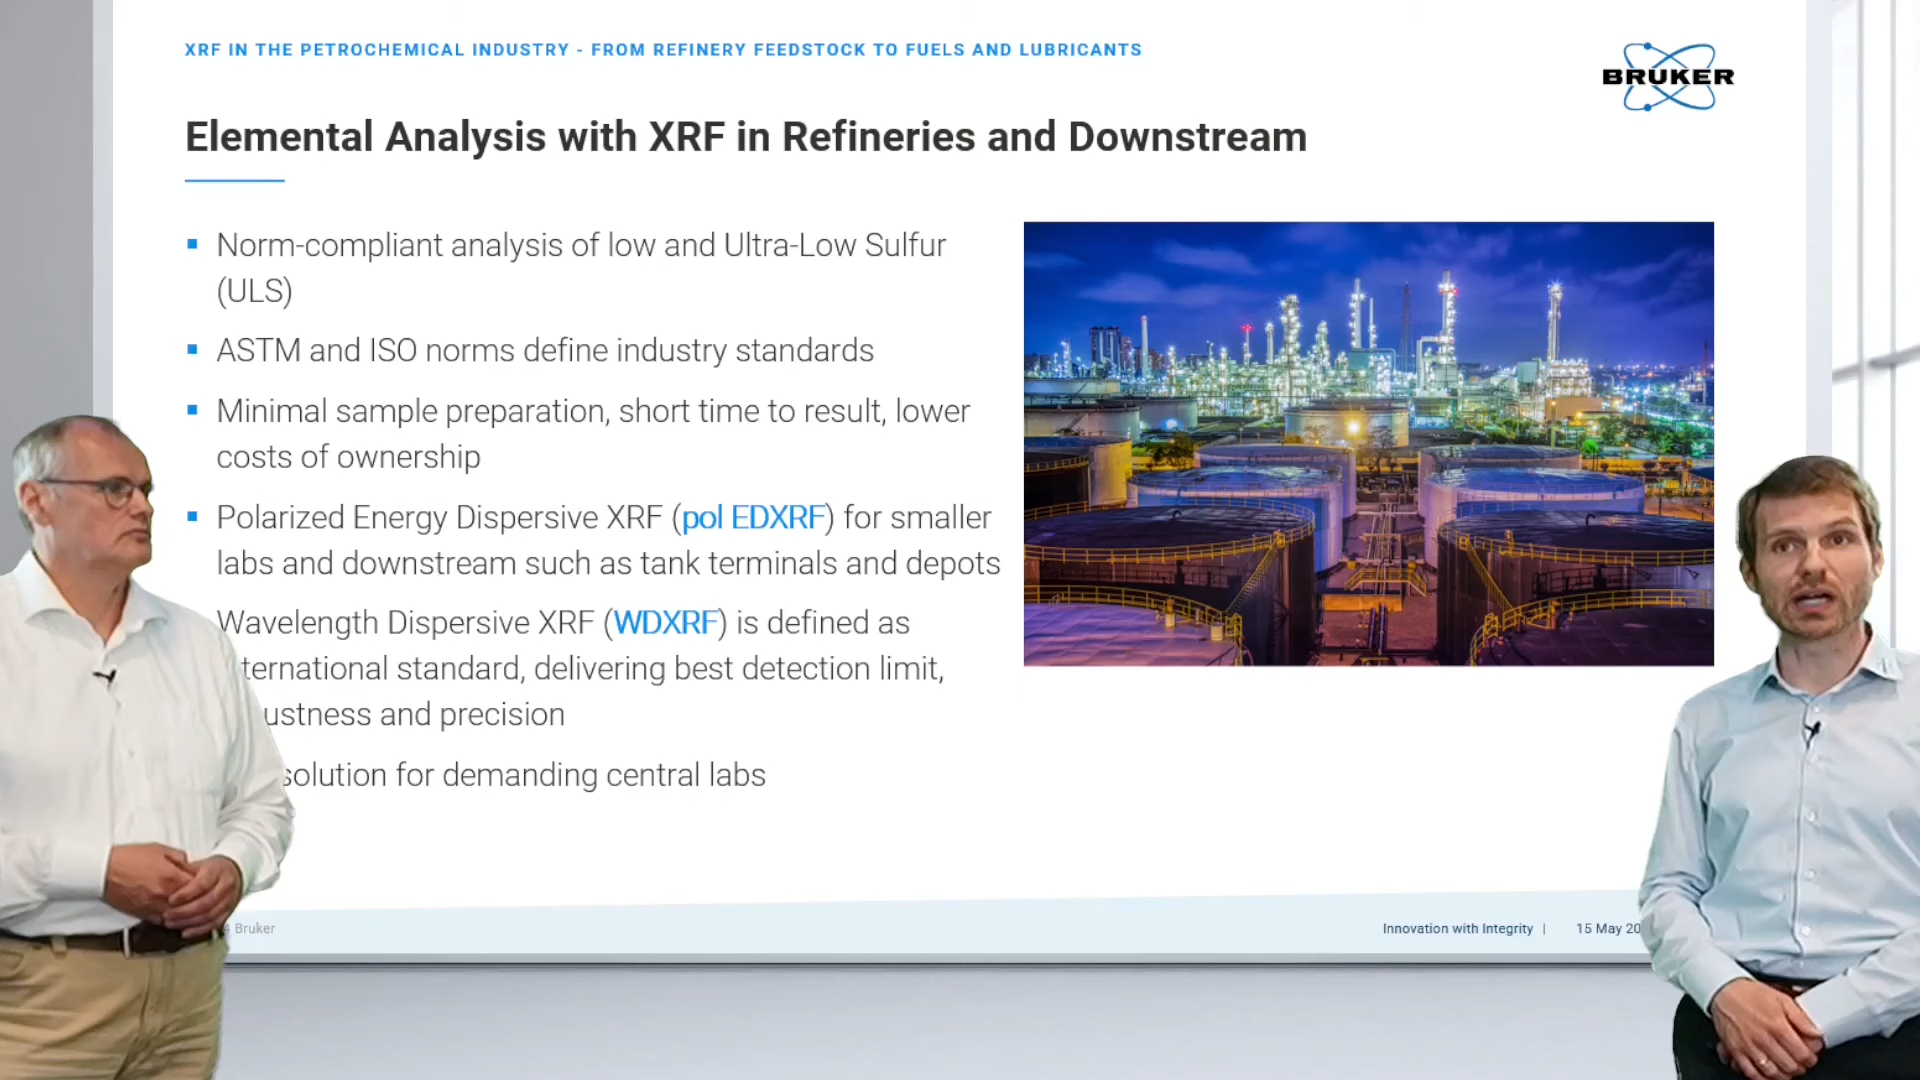 XRF IN THE PETROCHEMICAL INDUSTRY - FROM REFINERY FEEDSTOCK TO FUELS AND LUBRICANTS
BRUKER
Elemental Analysis with XRF in Refineries and Downstream
Norm-compliant analysis of low and Ultra-Low Sulfur
(ULS)
ASTM and ISO norms define industry standards
Minimal sample preparation, short time to result, lower
costs of ownership
Polarized Energy Dispersive XRF (pol EDXRF) for smaller
labs and downstream such as tank terminals and depots
Wavelength Dispersive XRF (WDXRF) is defined as
standard, delivering best detection limit,
and precision
solution for demanding central labs
Bruker
Innovation with Integrity |
15 May